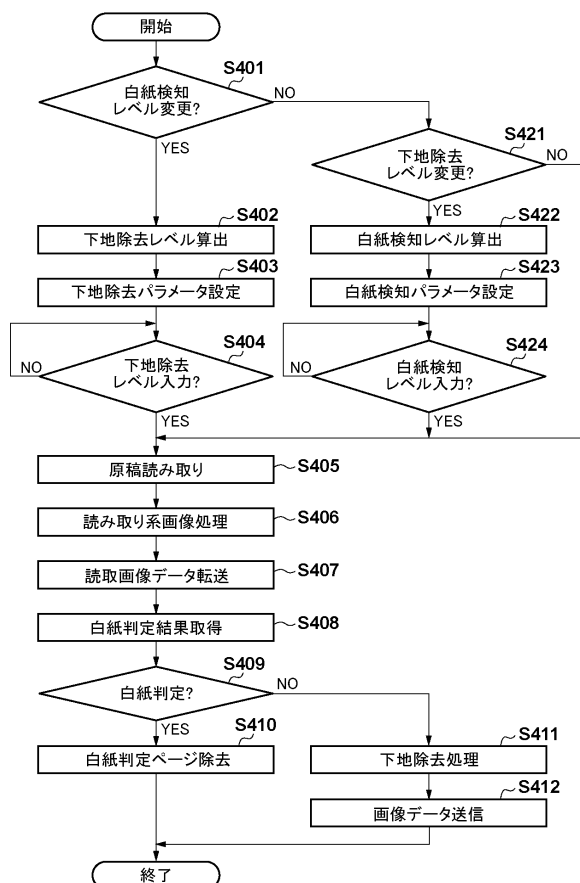 開始
S401
白紙検知
レベル変更?
NO
YES
S421
下地除去
レベル変更?
NO
YES
S402
下地除去レベル算出
S422
白紙検知レベル算出
S403
下地除去パラメータ設定
S423
白紙検知パラメータ設定
S404
下地除去
レベル入力?
NO
YES
S424
白紙検知
レベル入力?
NO
YES
原稿読み取り
S405
読み取り系画像処理
S406
読取画像データ転送
S407
白紙判定結果取得
S408
S409
白紙判定?
NO
YES
S410
白紙判定ページ除去
S411
下地除去処理
S412
画像データ送信
終了